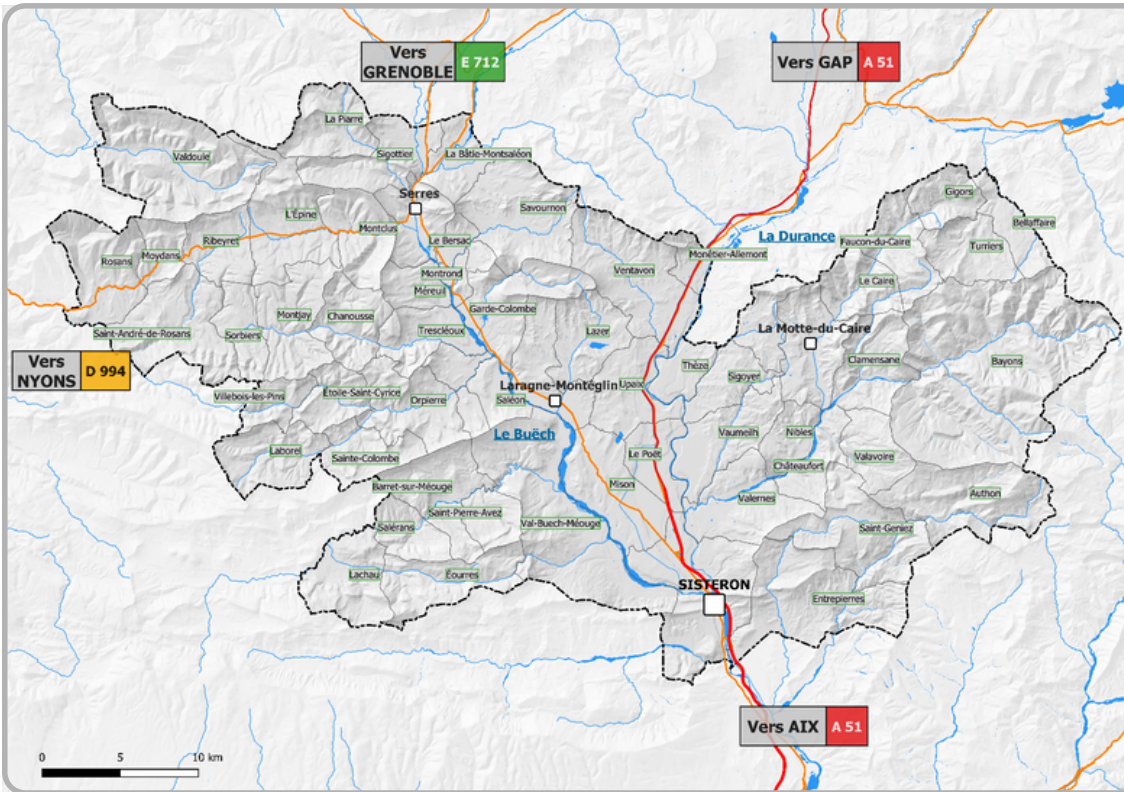 Vers
GRENOBLE
E 712
Vers GAP
A 51
La Piarre
Valdoule
Sigottier
La Bâtie-Montsaléon
Serres
Gigors
L'Épine
Savournon
Bellaffaire
Montclus
La Durance
Ribeyret
Le Bersac
Faucon-du-Caire
Turriers
Moydans
Rosans
Monêtier-Allemont
Montrond
Ventavon
Le Caire
Méreuil
Garde-Colombe
Montjay
Chanousse
Saint-André-de-Rosans
Sorbiers
Trescléoux
Lazer
La Motte-du-Caire
Vers
NYONS
D 994
Clamensane
Bayons
Thèze
Sigoyer
Laragne-Montéglin
Upaix
Villebois-les-Pins
Étoile-Saint-Cyrice
Orpierre
Saléon
Le Buëch
Vaumeilh
Nibles
Laborel
Sainte-Colombe
Le Poët
Valavoire
Châteaufort
Barret-sur-Méouge
Mison
Authon
Valernes
Saint-Pierre-Avez
Val-Buech-Méouge
Salérans
Saint-Geniez
Lachau
Éourres
SISTERON
Entrepierres
Vers AIX
A 51
0
5
10 km